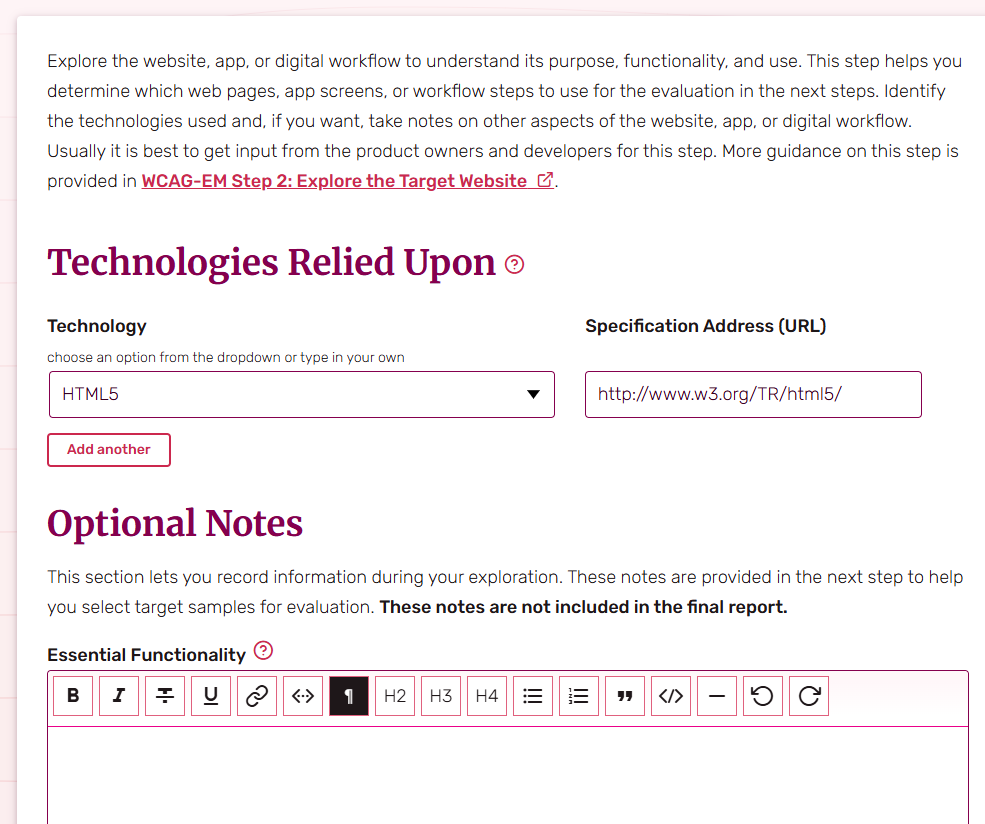 Explore the website, app, or digital workflow to understand its purpose, functionality, and use. This step helps you
determine which web pages, app screens, or workflow steps to use for the evaluation in the next steps. Identify
the technologies used and, if you want, take notes on other aspects of the website, app, or digital workflow.
Usually it is best to get input from the product owners and developers for this step. More guidance on this step is
provided in WCAG-EM Step 2: Explore the Target Website.
Technologies Relied Upon ?
Technology
choose an option from the dropdown or type in your own
HTML5
Specification Address (URL)
http://www.w3.org/TR/html5/
Add another
Optional Notes
This section lets you record information during your exploration. These notes are provided in the next step to help
you select target samples for evaluation. These notes are not included in the final report.
Essential Functionality ?
B I T U <·> ¶ H2 H3 H4 ” </> —